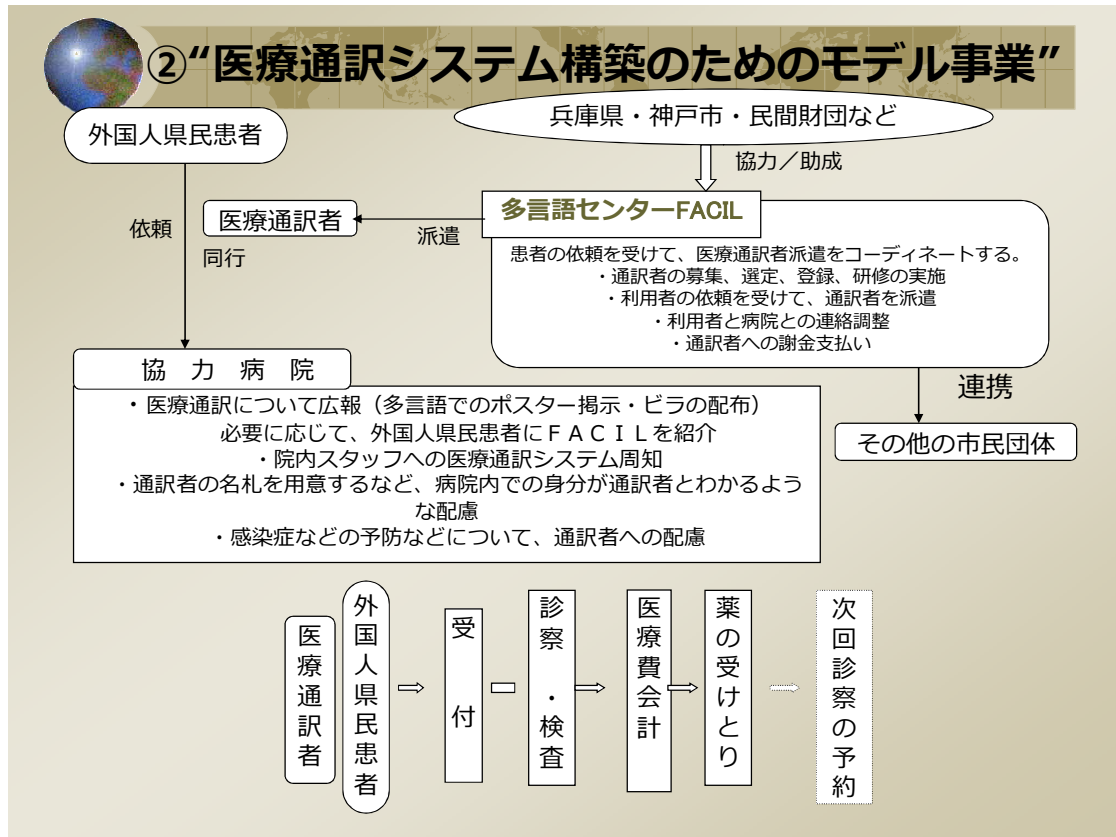 ②“医療通訳システム構築のためのモデル事業”
外国人県民患者
兵庫県・神戸市・民間財団など
協力／助成
多言語センターFACIL
医療通訳者
派遣
依頼
同行
患者の依頼を受けて、医療通訳者派遣をコーディネートする。
・通訳者の募集、選定、登録、研修の実施
・利用者の依頼を受けて、通訳者を派遣
・利用者と病院との連絡調整
・通訳者への謝金支払い
連携
その他の市民団体
協　力　病　院
・医療通訳について広報（多言語でのポスター掲示・ビラの配布）
必要に応じて、外国人県民患者にＦＡＣＩＬを紹介
・院内スタッフへの医療通訳システム周知
・通訳者の名札を用意するなど、病院内での身分が通訳者とわかるよう
な配慮
・感染症などの予防などについて、通訳者への配慮
医療通訳者
外国人県民患者
受　付
診察・検査
医療費会計
薬の受けとり
次回診察の予約